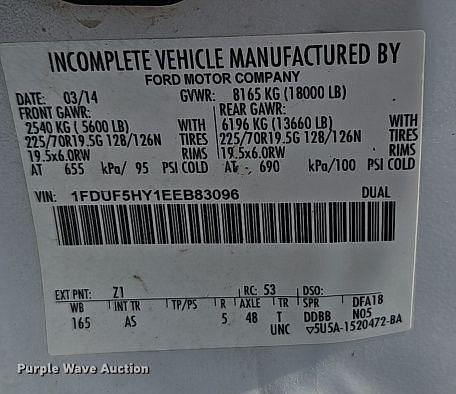 INCOMPLETE VEHICLE MANUFACTURED BY
FORD MOTOR COMPANY
DATE: 03/14 GVWR: 8165 KG (18000 LB)
FRONT GAWR: REAR GAWR:
2540 KG ( 5600 LB) WITH 6196 KG (13660 LB) WITH
225/70R19.5G 128/126N TIRES 225/70R19.5G 128/126N TIRES
19.5x6.0RW RIMS 19.5x6.0RW RIMS
AT 655 kPa/ 95 PSI COLD AT 690 kPa/100 PSI COLD
VIN: 1FDUF5HY1EEB83096 DUAL
EXT PNT: Z1 RC: 53 DSO:
WB INT TR TP/PS R AXLE TR SPR DFA18
165 AS 5 48 T DDBB N05
UNC ▽5U5A-1520472-BA
Purple Wave Auction